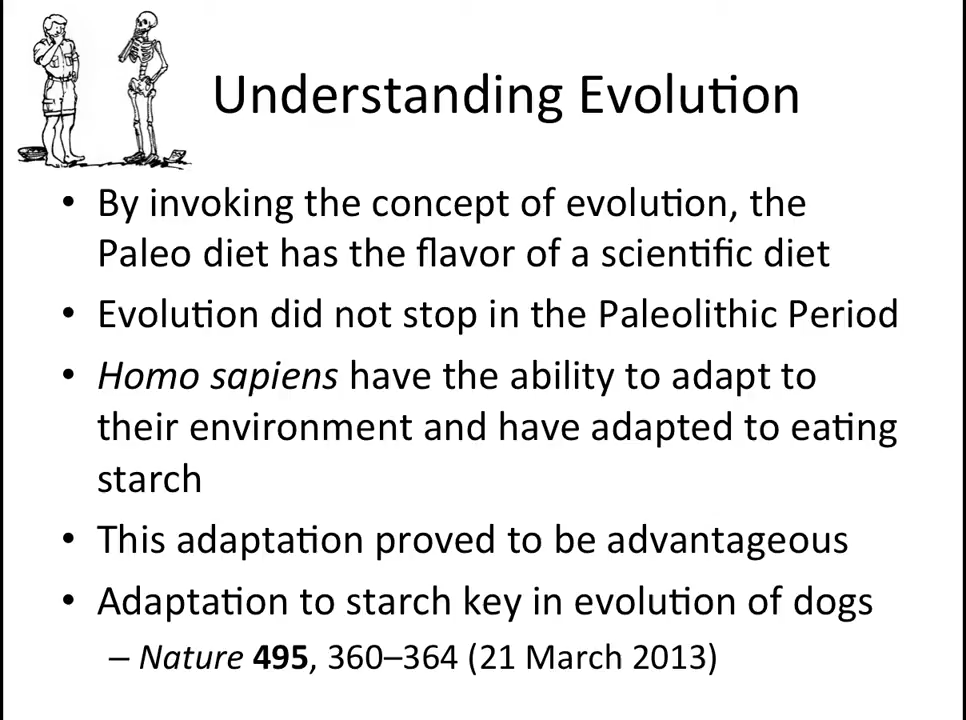 Understanding Evolution
• By invoking the concept of evolution, the
Paleo diet has the flavor of a scientific diet
• Evolution did not stop in the Paleolithic Period
• Homo sapiens have the ability to adapt to
their environment and have adapted to eating
starch
• This adaptation proved to be advantageous
• Adaptation to starch key in evolution of dogs
– Nature 495, 360–364 (21 March 2013)